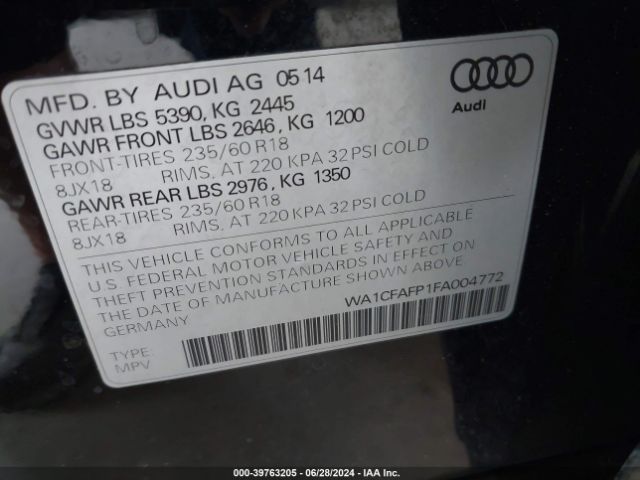 MFD. BY AUDI AG 05 14
GVWR LBS 5390, KG 2445
GAWR FRONT LBS 2646, KG 1200
FRONT-TIRES 235/60 R18
8JX18 RIMS, AT 220 KPA 32 PSI COLD
GAWR REAR LBS 2976, KG 1350
REAR-TIRES 235/60 R18
8JX18 RIMS, AT 220 KPA 32 PSI COLD
THIS VEHICLE CONFORMS TO ALL APPLICABLE
U.S. FEDERAL MOTOR VEHICLE SAFETY AND
THEFT PREVENTION STANDARDS IN EFFECT ON
THE DATE OF MANUFACTURE SHOWN ABOVE
GERMANY
WA1CFAFP1FA004772
TYPE:
MPV
Audi
000-39763205 - 06/28/2024 - IAA Inc.